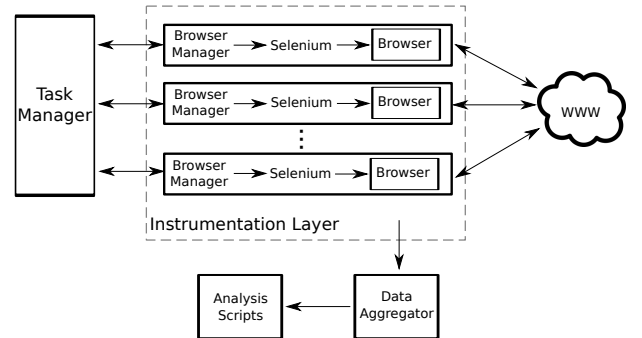 Task
Manager
Browser
Manager
Selenium
Browser
Browser
Manager
Selenium
Browser
Browser
Manager
Selenium
Browser
Instrumentation Layer
www
Analysis
Scripts
Data
Aggregator